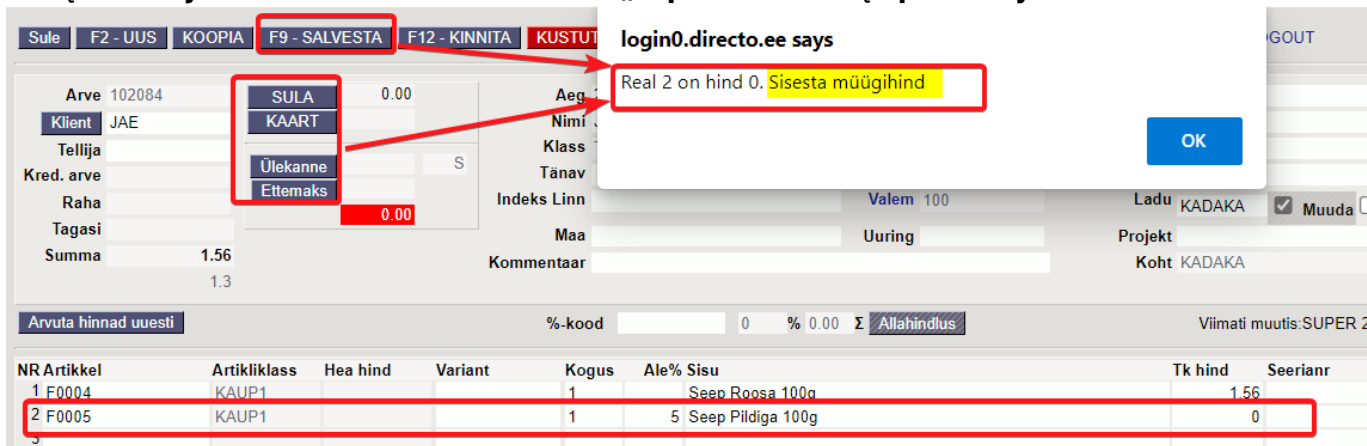 Sule F2 - UUS KOOPIA F9 - SALVESTA F12 - KINNITA KUSTUT
login0.directo.ee says
Real 2 on hind 0. Sisesta müügihind
OK
Arve 102084 SULA 0.00 Aeg
Klient JAE KAART Nimi
Tellija Klass
Kred. arve Ülekanne S Tänav
Raha Ettemaks Indeks Linn Valem 100 Ladu KADAKA Muuda
0.00
Tagasi Maa Uuring Projekt
Summa 1.56 Kommentaar Koht KADAKA
1.3
Arvuta hinnad uuesti %-kood 0 % 0.00 Σ Allahindlus Viimati muutis:SUPER 2
NR Artikkel Artikliklass Hea hind Variant Kogus Ale% Sisu Tk hind Seerianr
1 F0004 KAUP1 1 Seep Roosa 100g 1.56
2 F0005 KAUP1 1 5 Seep Pildiga 100g 0
3